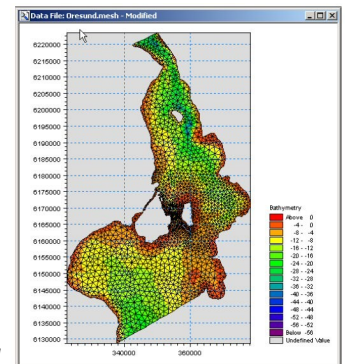 Data File: Oresund.mesh - Modified
6220000
6215000
6210000
6205000
6200000
6195000
6190000
6185000
6180000
6175000
6170000
6165000
6160000
6155000
6150000
6145000
6140000
6135000
6130000
340000 360000
Bathymetry
Above 0
-4 - 0
-8 - -4
-12 - -8
-16 - -12
-20 - -16
-24 - -20
-28 - -24
-32 - -28
-36 - -32
-40 - -36
-44 - -40
-48 - -44
-52 - -48
-56 - -52
Below -56
Undefined Value